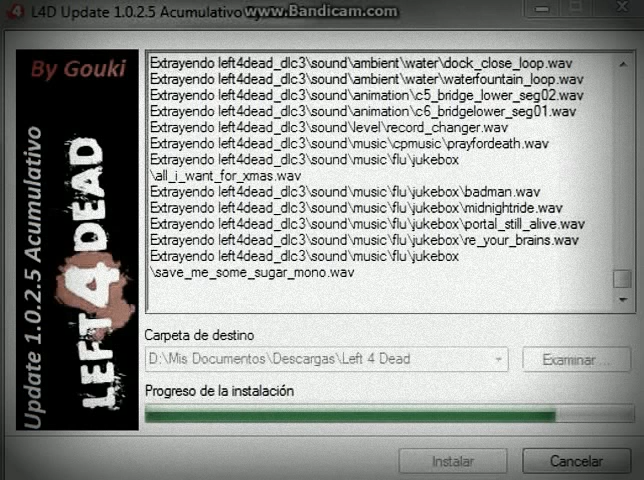 L4D Update 1.0.2.5 Acumulativo
www.Bandicam.com
By Gouki
Update 1.0.2.5 Acumulativo
LEFT 4 DEAD
Extrayendo left4dead_dlc3\sound\ambient\water\dock_close_loop.wav
Extrayendo left4dead_dlc3\sound\ambient\water\waterfountain_loop.wav
Extrayendo left4dead_dlc3\sound\animation\c5_bridge_lower_seg02.wav
Extrayendo left4dead_dlc3\sound\animation\c6_bridgelower_seg01.wav
Extrayendo left4dead_dlc3\sound\level\record_changer.wav
Extrayendo left4dead_dlc3\sound\music\cpmusic\prayfordeath.wav
Extrayendo left4dead_dlc3\sound\music\flu\jukebox
\all_i_want_for_xmas.wav
Extrayendo left4dead_dlc3\sound\music\flu\jukebox\badman.wav
Extrayendo left4dead_dlc3\sound\music\flu\jukebox\midnightride.wav
Extrayendo left4dead_dlc3\sound\music\flu\jukebox\portal_still_alive.wav
Extrayendo left4dead_dlc3\sound\music\flu\jukebox\re_your_brains.wav
Extrayendo left4dead_dlc3\sound\music\flu\jukebox
\save_me_some_sugar_mono.wav
Carpeta de destino
D:\Mis Documentos\Descargas\Left 4 Dead
Examinar ...
Progreso de la instalación
Instalar
Cancelar